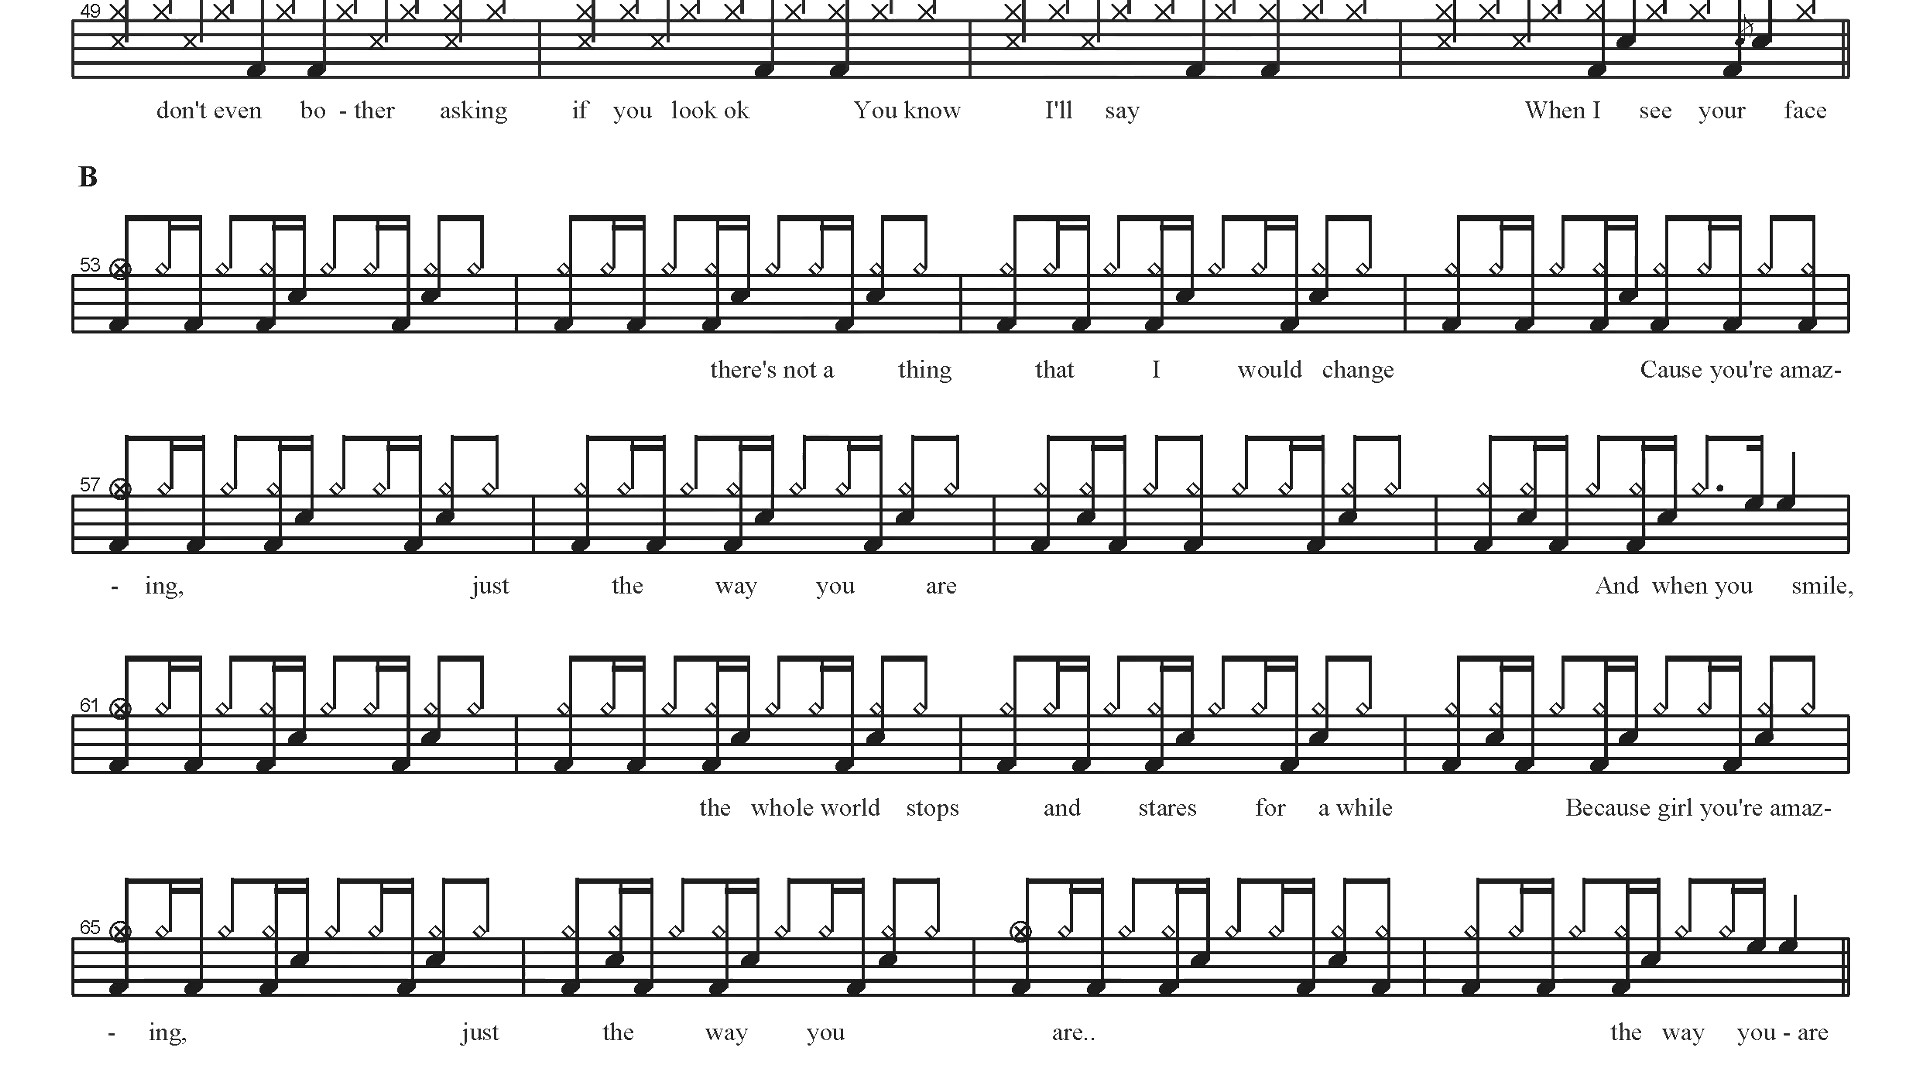 49
don't even bo - ther asking if you look ok You know I'll say When I see your face
B
53
there's not a thing that I would change Cause you're amaz-
57
- ing, just the way you are And when you smile,
61
the whole world stops and stares for a while Because girl you're amaz-
65
- ing, just the way you are.. the way you - are